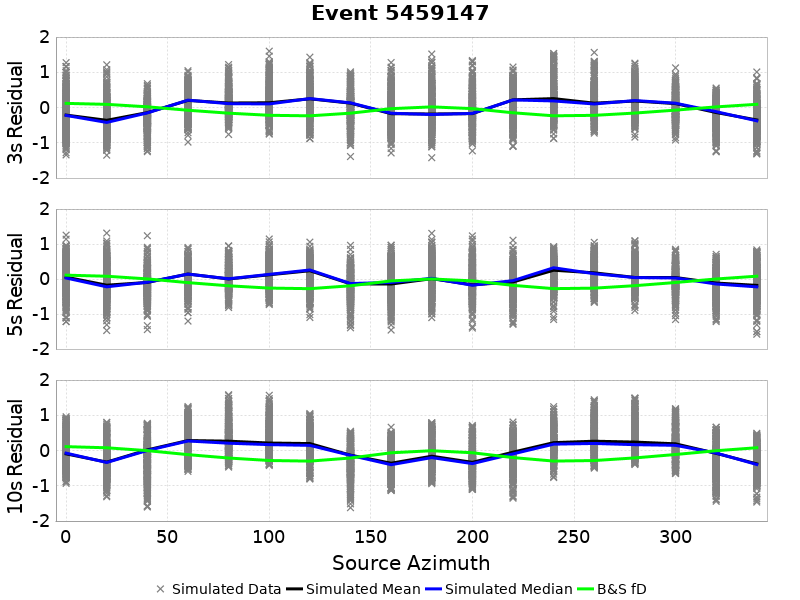 Event 5459147
3s Residual
2
1
0
-1
-2
5s Residual
2
1
0
-1
-2
10s Residual
2
1
0
-1
-2
0 50 100 150 200 250 300
Source Azimuth
Simulated Data Simulated Mean Simulated Median B&S fD